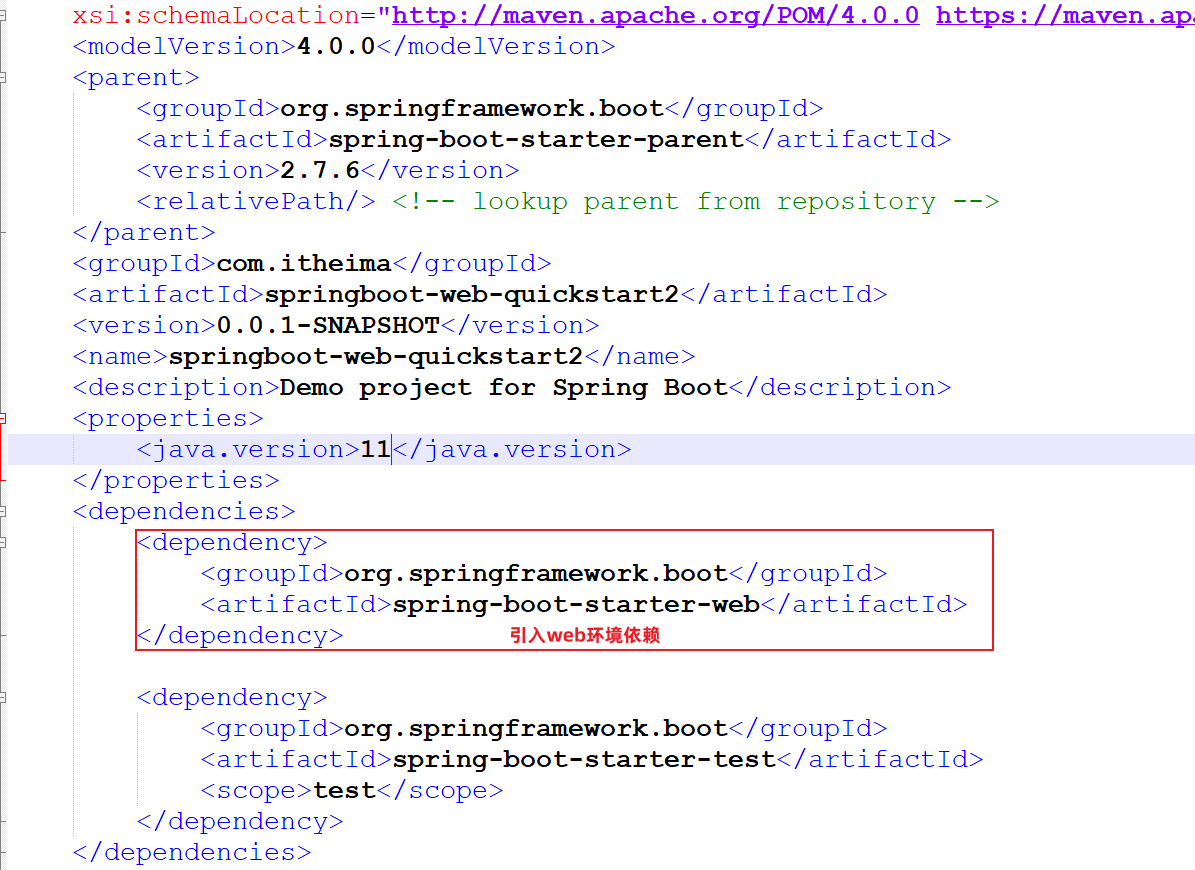 xsi:schemaLocation="http://maven.apache.org/POM/4.0.0 https://maven.apa
<modelVersion>4.0.0</modelVersion>
<parent>
<groupId>org.springframework.boot</groupId>
<artifactId>spring-boot-starter-parent</artifactId>
<version>2.7.6</version>
<relativePath/> <!-- lookup parent from repository -->
</parent>
<groupId>com.itheima</groupId>
<artifactId>springboot-web-quickstart2</artifactId>
<version>0.0.1-SNAPSHOT</version>
<name>springboot-web-quickstart2</name>
<description>Demo project for Spring Boot</description>
<properties>
<java.version>11</java.version>
</properties>
<dependencies>
<dependency>
<groupId>org.springframework.boot</groupId>
<artifactId>spring-boot-starter-web</artifactId>
</dependency> 引入web环境依赖
<dependency>
<groupId>org.springframework.boot</groupId>
<artifactId>spring-boot-starter-test</artifactId>
<scope>test</scope>
</dependency>
</dependencies>